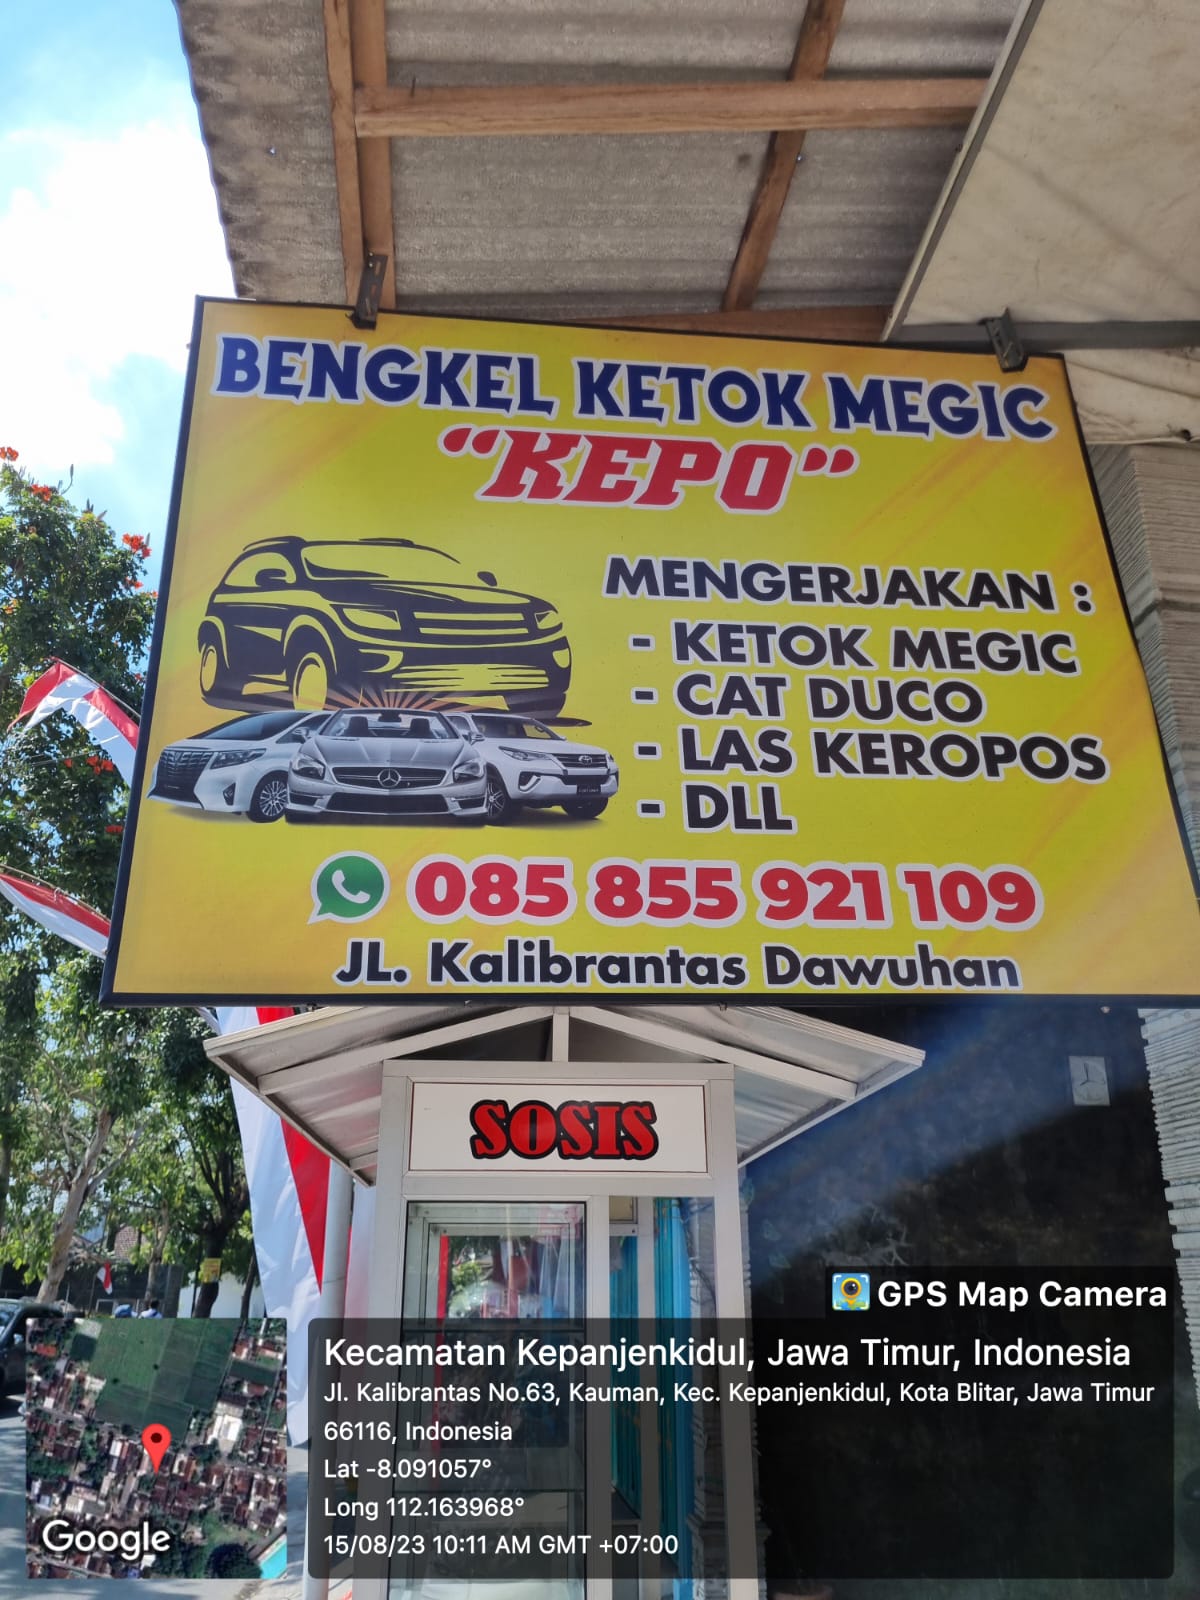 BENGKEL KETOK MEGIC
"KEPO"
MENGERJAKAN :
- KETOK MEGIC
- CAT DUCO
- LAS KEROPOS
- DLL
085 855 921 109
JL. Kalibrantas Dawuhan
SOSIS
GPS Map Camera
Kecamatan Kepanjenkidul, Jawa Timur, Indonesia
Jl. Kalibrantas No.63, Kauman, Kec. Kepanjenkidul, Kota Blitar, Jawa Timur
66116, Indonesia
Lat -8.091057°
Long 112.163968°
15/08/23 10:11 AM GMT +07:00
Google